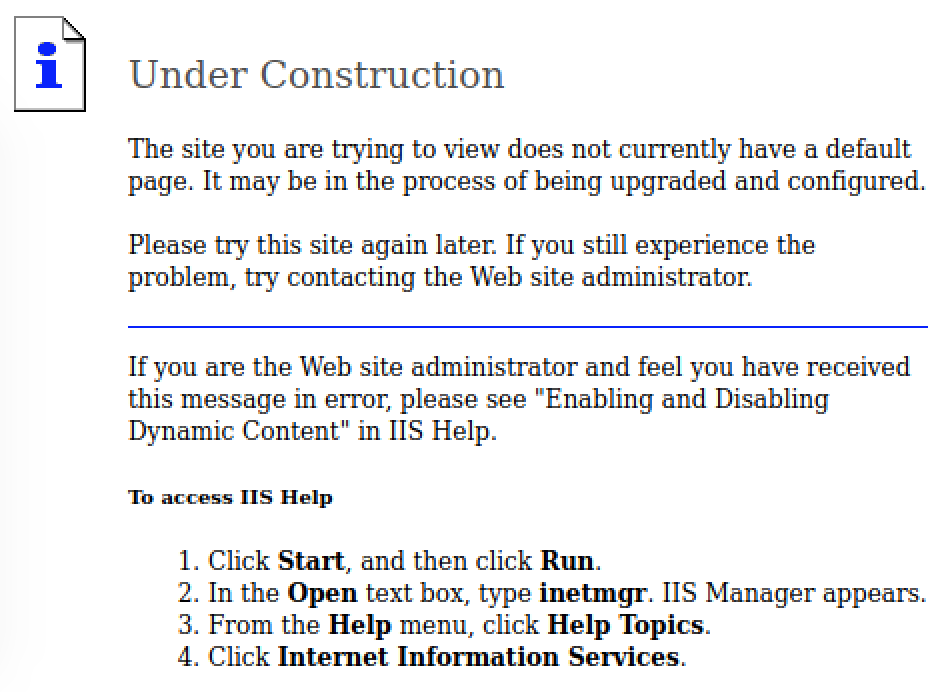 i
Under Construction
The site you are trying to view does not currently have a default
page. It may be in the process of being upgraded and configured.
Please try this site again later. If you still experience the
problem, try contacting the Web site administrator.
If you are the Web site administrator and feel you have received
this message in error, please see "Enabling and Disabling
Dynamic Content" in IIS Help.
To access IIS Help
1. Click Start, and then click Run.
2. In the Open text box, type inetmgr. IIS Manager appears.
3. From the Help menu, click Help Topics.
4. Click Internet Information Services.